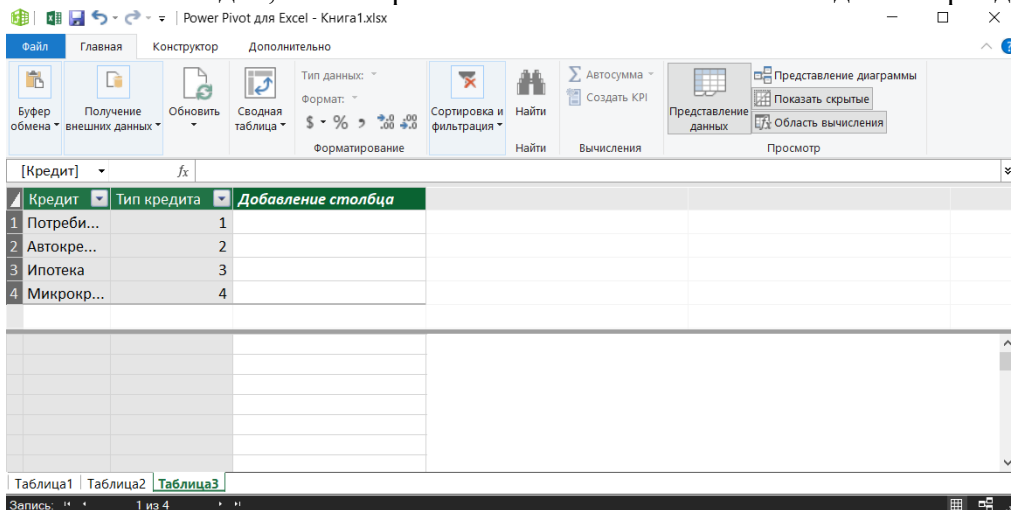 Power Pivot для Excel - Книга1.xlsx
Файл Главная Конструктор Дополнительно
Буфер обмена
Получение внешних данных
Обновить
Сводная таблица
Тип данных:
Формат:
$ % , .00 .00
Форматирование
Сортировка и фильтрация
Найти
Найти
Автосумма
Создать KPI
Вычисления
Представление данных
Представление диаграммы
Показать скрытые
Область вычисления
Просмотр
[Кредит] fx
Кредит Тип кредита Добавление столбца
1 Потреби... 1
2 Автокре... 2
3 Ипотека 3
4 Микрокр... 4
Таблица1 Таблица2 Таблица3
Запись: 1 из 4